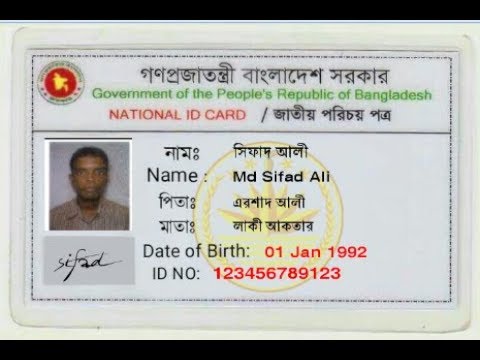 গণপ্রজাতন্ত্রী বাংলাদেশ সরকার
Government of the People's Republic of Bangladesh
NATIONAL ID CARD / জাতীয় পরিচয় পত্র
নামঃ সিফাদ আলী
Name : Md Sifad Ali
পিতাঃ এরশাদ আলী
মাতাঃ লাকী আকতার
sifad
Date of Birth: 01 Jan 1992
ID NO: 123456789123